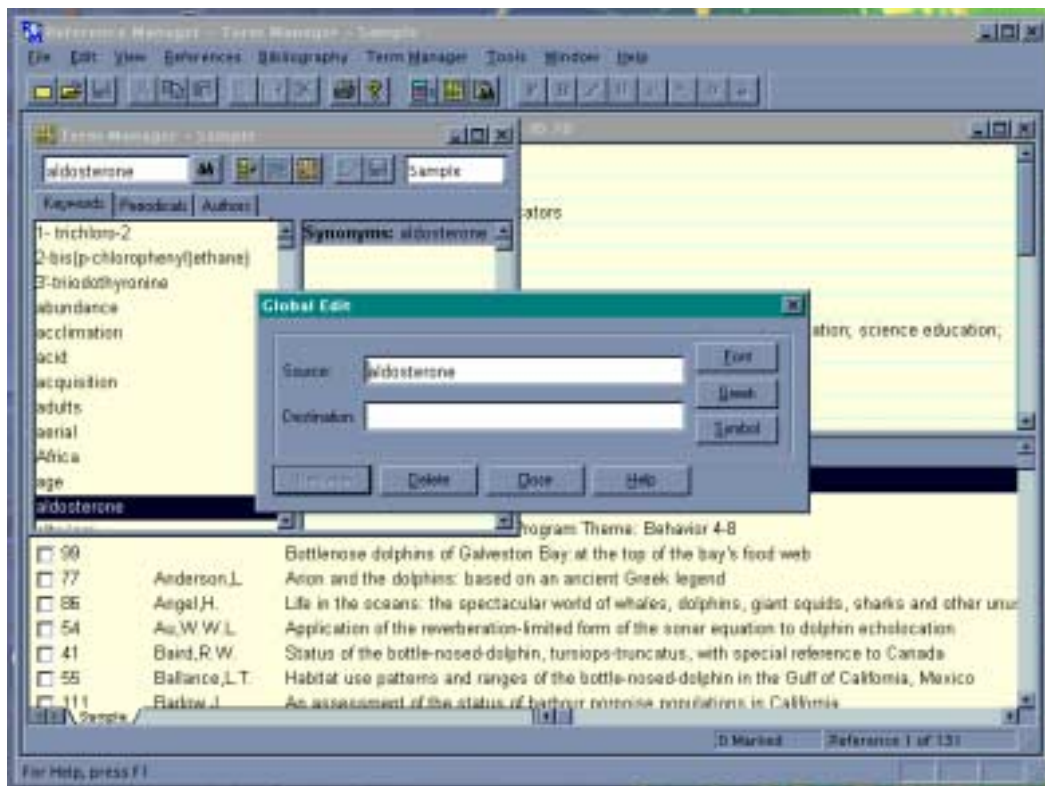 Reference Manager - Term Manager - Sample
File Edit View References Bibliography Term Manager Tools Window Help
Term Manager - Sample
aldosterone
Sample
Keywords Periodicals Authors
1- trichloro-2
2-bis(p-chlorophenyl)ethane)
3'-triiodothyronine
abundance
acclimation
acid
acquisition
adults
aerial
Africa
age
aldosterone
Synonyms: aldosterone
ators
ation; science education;
Global Edit
Source: aldosterone
Destination:
Font
Greek
Symbol
Delete Close Help
Program Theme: Behavior 4-8
99 Bottlenose dolphins of Galveston Bay: at the top of the bay's food web
77 Anderson,L. Arion and the dolphins: based on an ancient Greek legend
86 Angel,H. Life in the oceans: the spectacular world of whales, dolphins, giant squids, sharks and other unus
54 Au,W.W.L. Application of the reverberation-limited form of the sonar equation to dolphin echolocation
41 Baird,R.W. Status of the bottle-nosed-dolphin, tursiops-truncatus, with special reference to Canada
55 Ballance,L.T. Habitat use patterns and ranges of the bottle-nosed-dolphin in the Gulf of California, Mexico
111 Barlow,J. An assessment of the status of harbour porpoise populations in California
Sample
0 Marked Reference 1 of 131
For Help, press F1